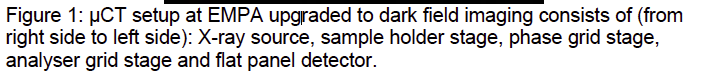 Figure 1: µCT setup at EMPA upgraded to dark field imaging consists of (from
right side to left side): X-ray source, sample holder stage, phase grid stage,
analyser grid stage and flat panel detector.